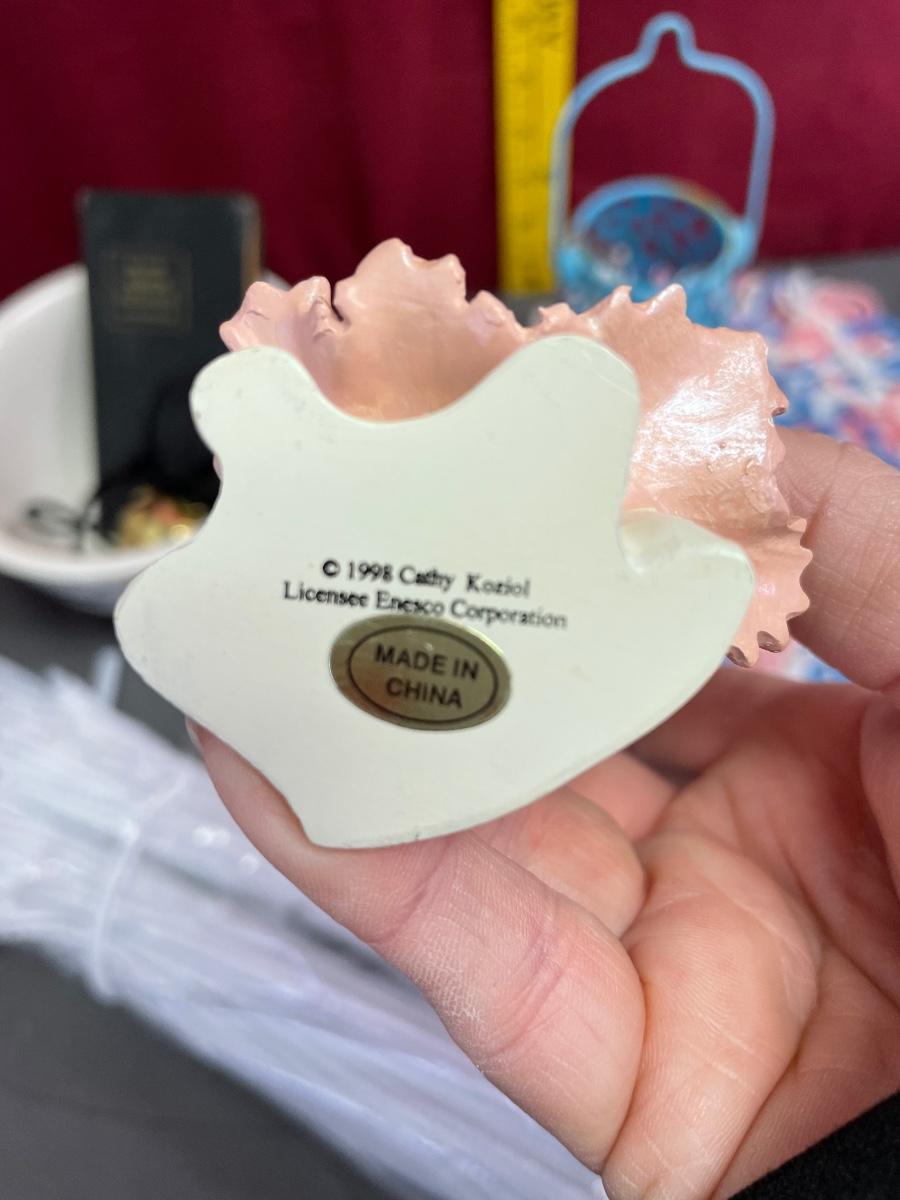 © 1998 Cathy Koziol
Licensee Enesco Corporation
MADE IN
CHINA